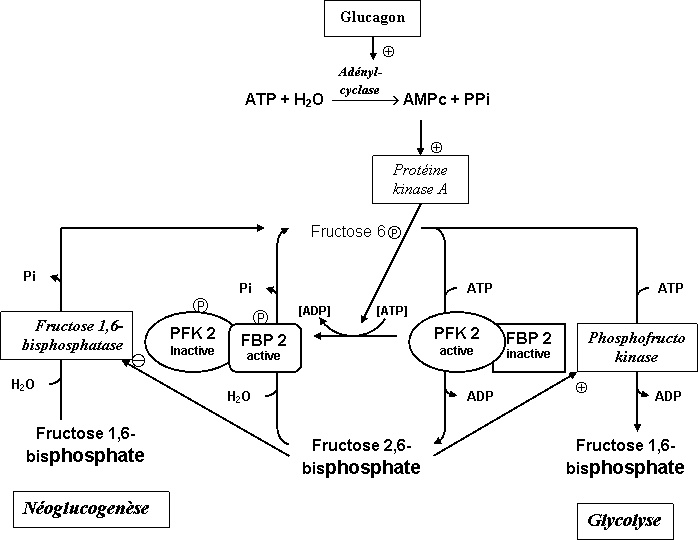 Glucagon
⊕
Adényl-
cyclase
ATP + H2O AMPc + PPi
⊕
Protéine
kinase A
Fructose 6 P
Pi
Pi
[ADP]
[ATP]
ATP
ATP
P
P
Fructose 1,6-
bisphosphatase
PFK 2
Inactive
FBP 2
active
PFK 2
active
FBP 2
inactive
Phosphofructo
kinase
⊖
⊕
H2O
H2O
ADP
ADP
Fructose 1,6-
bisphosphate
Fructose 2,6-
bisphosphate
Fructose 1,6-
bisphosphate
Néoglucogenèse
Glycolyse